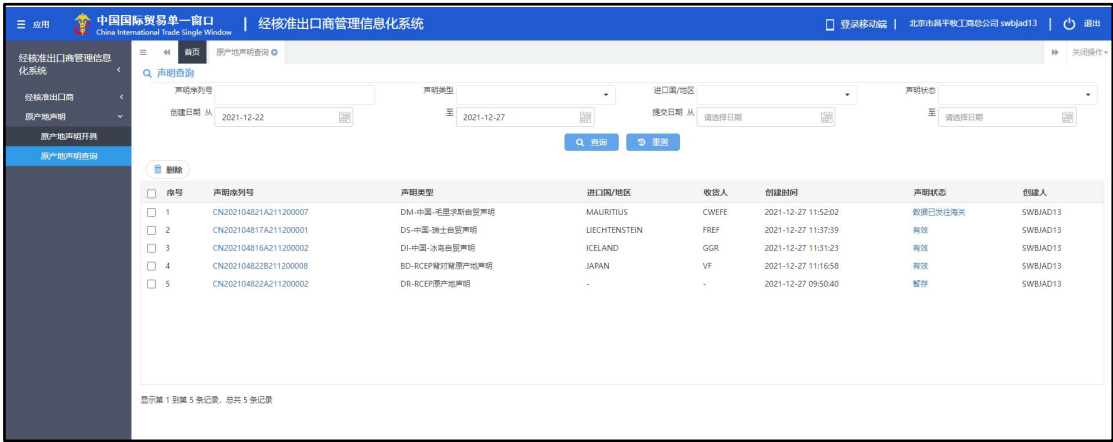 应用 中国国际贸易单一窗口 China International Trade Single Window 经核准出口商管理信息化系统 登录移动端 北京市昌平牧工商总公司 swbjad13 退出
经核准出口商管理信息化系统
经核准出口商
原产地声明
原产地声明开具
原产地声明查询
首页 原产地声明查询 关闭操作
声明查询
声明序列号 声明类型 进口国/地区 声明状态
创建日期 从 2021-12-22 至 2021-12-27 提交日期 从 请选择日期 至 请选择日期
查询 重置
删除
序号 声明序列号 声明类型 进口国/地区 收货人 创建时间 声明状态 创建人
1 CN202104821A211200007 DM-中国-毛里求斯自贸声明 MAURITIUS CWEFE 2021-12-27 11:52:02 数据已发往海关 SWBJAD13
2 CN202104817A211200001 DS-中国-瑞士自贸声明 LIECHTENSTEIN FREF 2021-12-27 11:37:39 有效 SWBJAD13
3 CN202104816A211200002 DI-中国-冰岛自贸声明 ICELAND GGR 2021-12-27 11:31:23 有效 SWBJAD13
4 CN202104822B211200008 BD-RCEP背对背原产地声明 JAPAN VF 2021-12-27 11:16:58 有效 SWBJAD13
5 CN202104822A211200002 DR-RCEP原产地声明 - - 2021-12-27 09:50:40 暂存 SWBJAD13
显示第 1 到第 5 条记录，总共 5 条记录